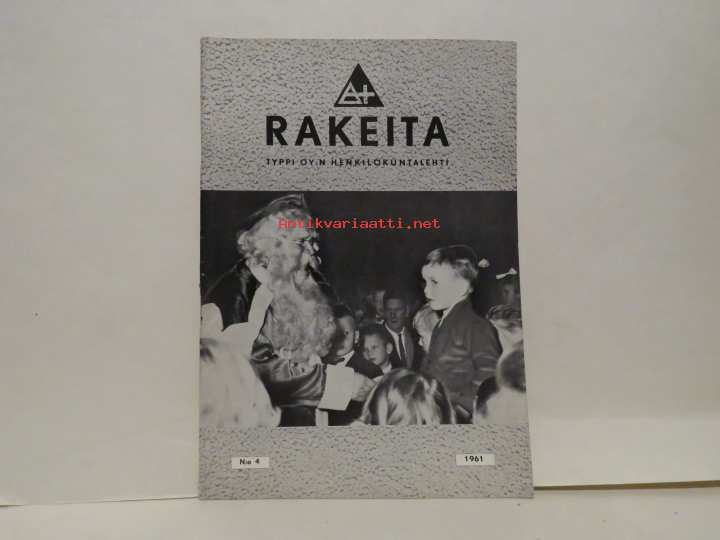 A+
RAKEITA
TYPPI OY:N HENKILÖKUNTALEHTI
Antikvariaatti.net
N:o 4
1961